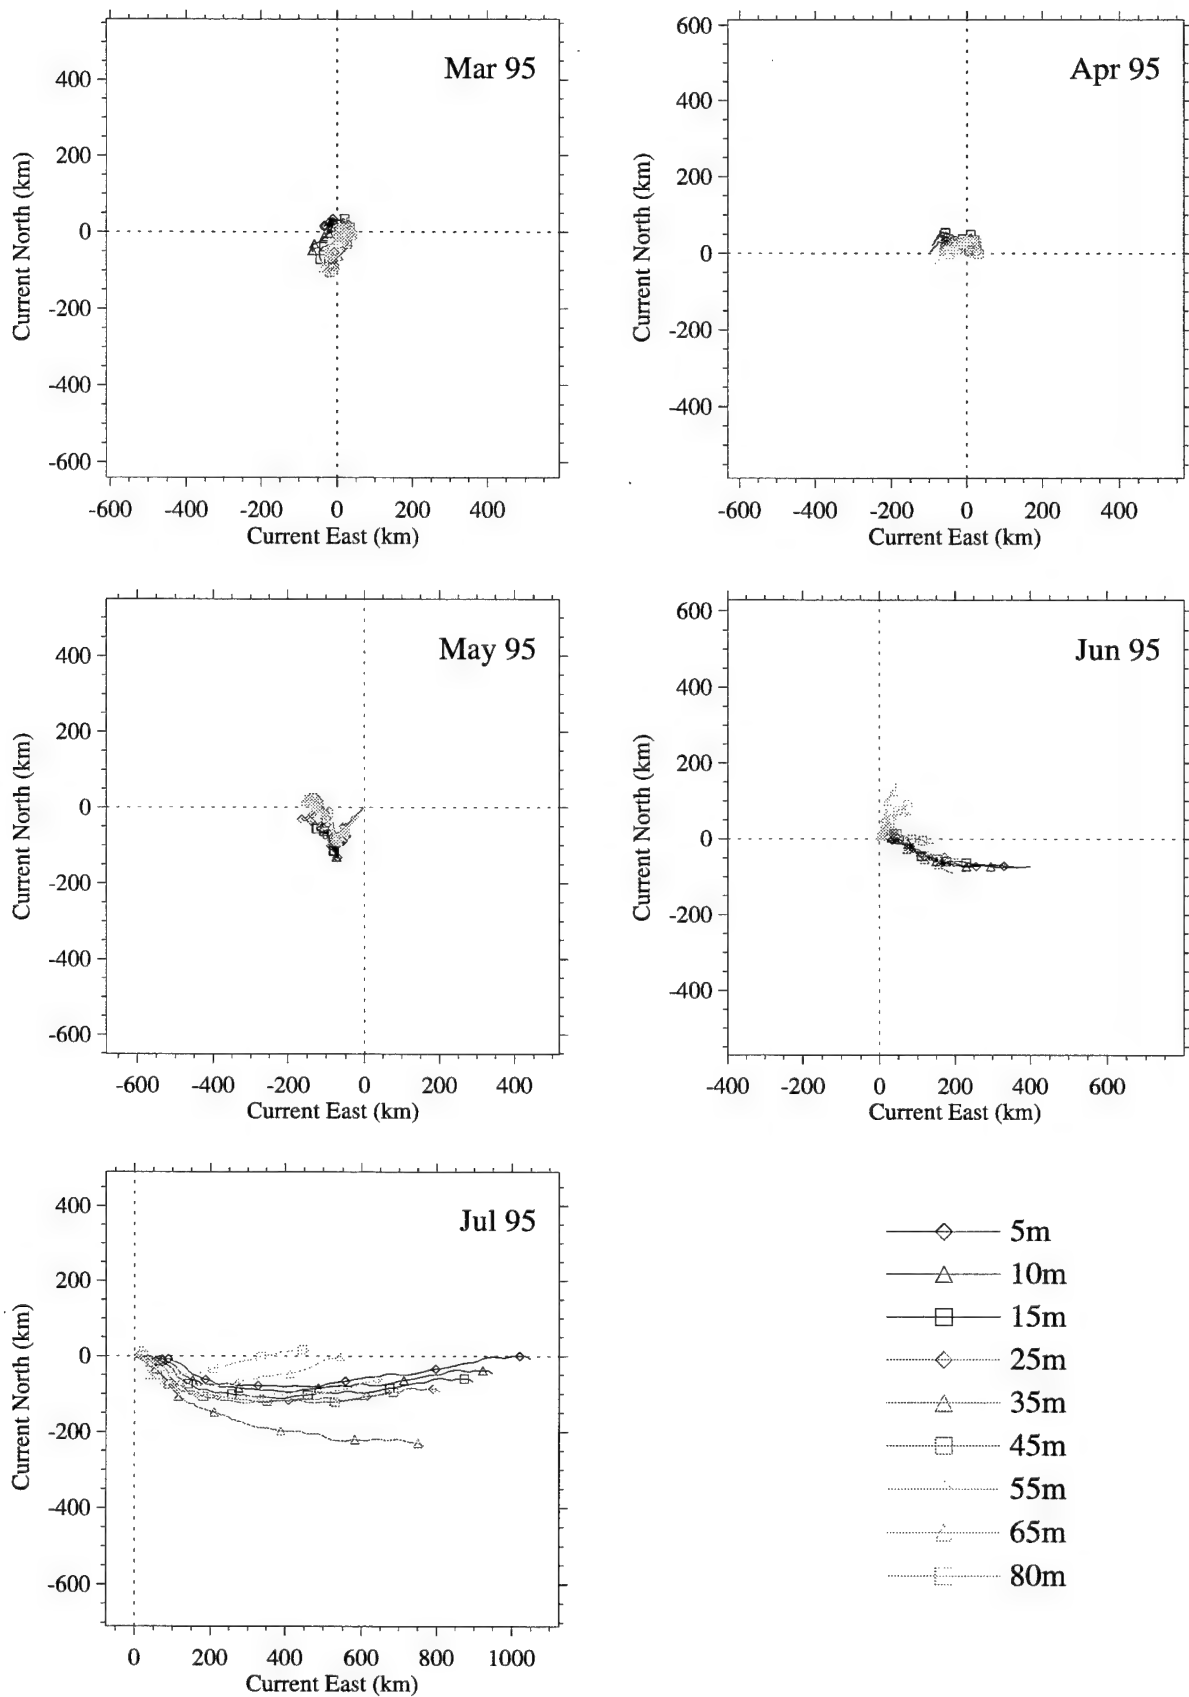 Mar 95
400
200
0
-200
-400
-600
-600 -400 -200 0 200 400
Current East (km)
Current North (km)
Apr 95
600
400
200
0
-200
-400
-600 -400 -200 0 200 400
Current East (km)
Current North (km)
May 95
400
200
0
-200
-400
-600
-600 -400 -200 0 200 400
Current East (km)
Current North (km)
Jun 95
600
400
200
0
-200
-400
-400 -200 0 200 400 600
Current East (km)
Current North (km)
Jul 95
400
200
0
-200
-400
-600
0 200 400 600 800 1000
Current East (km)
Current North (km)
5m
10m
15m
25m
35m
45m
55m
65m
80m